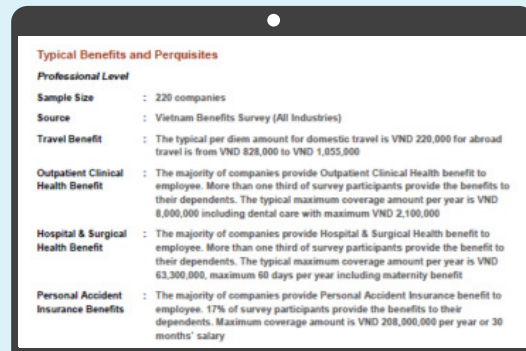 Typical Benefits and Perquisites
Professional Level
Sample Size : 220 companies
Source : Vietnam Benefits Survey (All Industries)
Travel Benefit : The typical per diem amount for domestic travel is VND 220,000 for abroad
travel is from VND 828,000 to VND 1,055,000
Outpatient Clinical : The majority of companies provide Outpatient Clinical Health benefit to
Health Benefit employee. More than one third of survey participants provide the benefits to
their dependents. The typical maximum coverage amount per year is VND
8,000,000 including dental care with maximum VND 2,100,000
Hospital & Surgical : The majority of companies provide Hospital & Surgical Health benefit to
Health Benefit employee. More than one third of survey participants provide the benefit to
their dependents. The typical maximum coverage amount per year is VND
63,300,000, maximum 60 days per year including maternity benefit
Personal Accident : The majority of companies provide Personal Accident Insurance benefit to
Insurance Benefits employee. 17% of survey participants provide the benefits to their
dependents. Maximum coverage amount is VND 208,000,000 per year or 30
months' salary